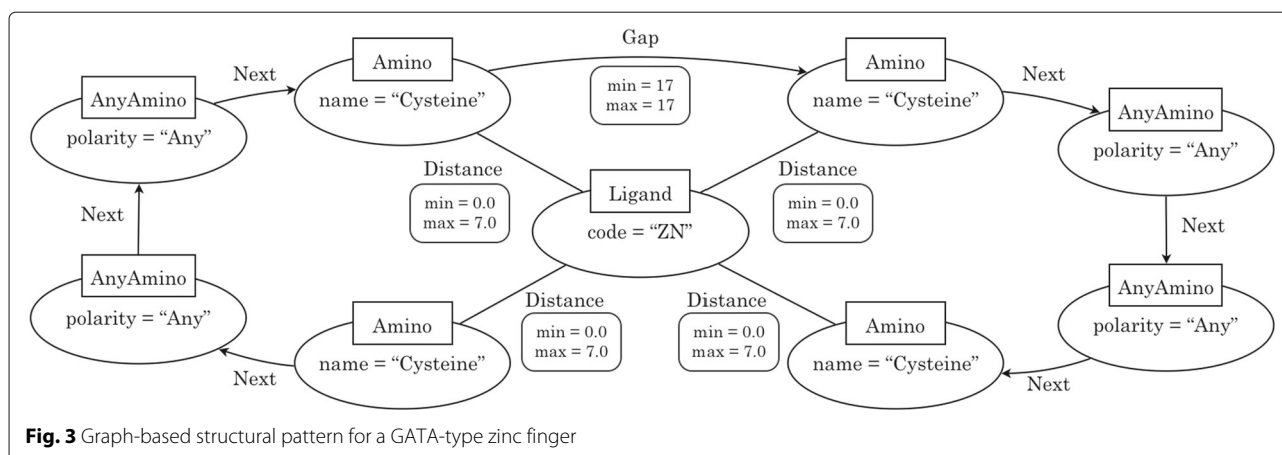 Gap
Amino
name = “Cysteine”
min = 17
max = 17
Amino
name = “Cysteine”
Next
Next
AnyAmino
polarity = “Any”
AnyAmino
polarity = “Any”
Distance
min = 0.0
max = 7.0
Distance
min = 0.0
max = 7.0
Ligand
code = “ZN”
Next
Next
AnyAmino
polarity = “Any”
AnyAmino
polarity = “Any”
Distance
min = 0.0
max = 7.0
Distance
min = 0.0
max = 7.0
Amino
name = “Cysteine”
Amino
name = “Cysteine”
Next
Next
Fig. 3 Graph-based structural pattern for a GATA-type zinc finger